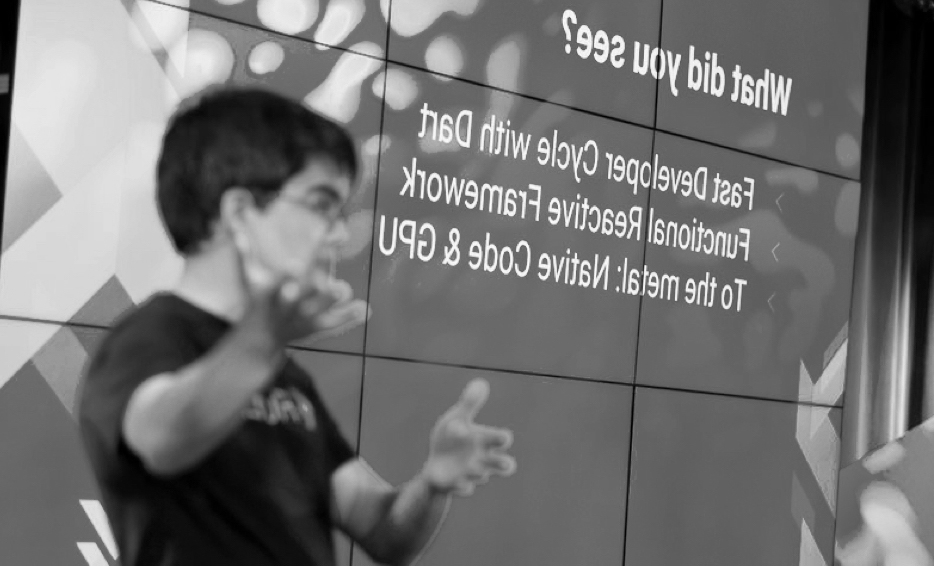 What did you see?
Fast Developer Cycle with Dart
Functional Reactive Framework
To the metal: Native Code & GPU